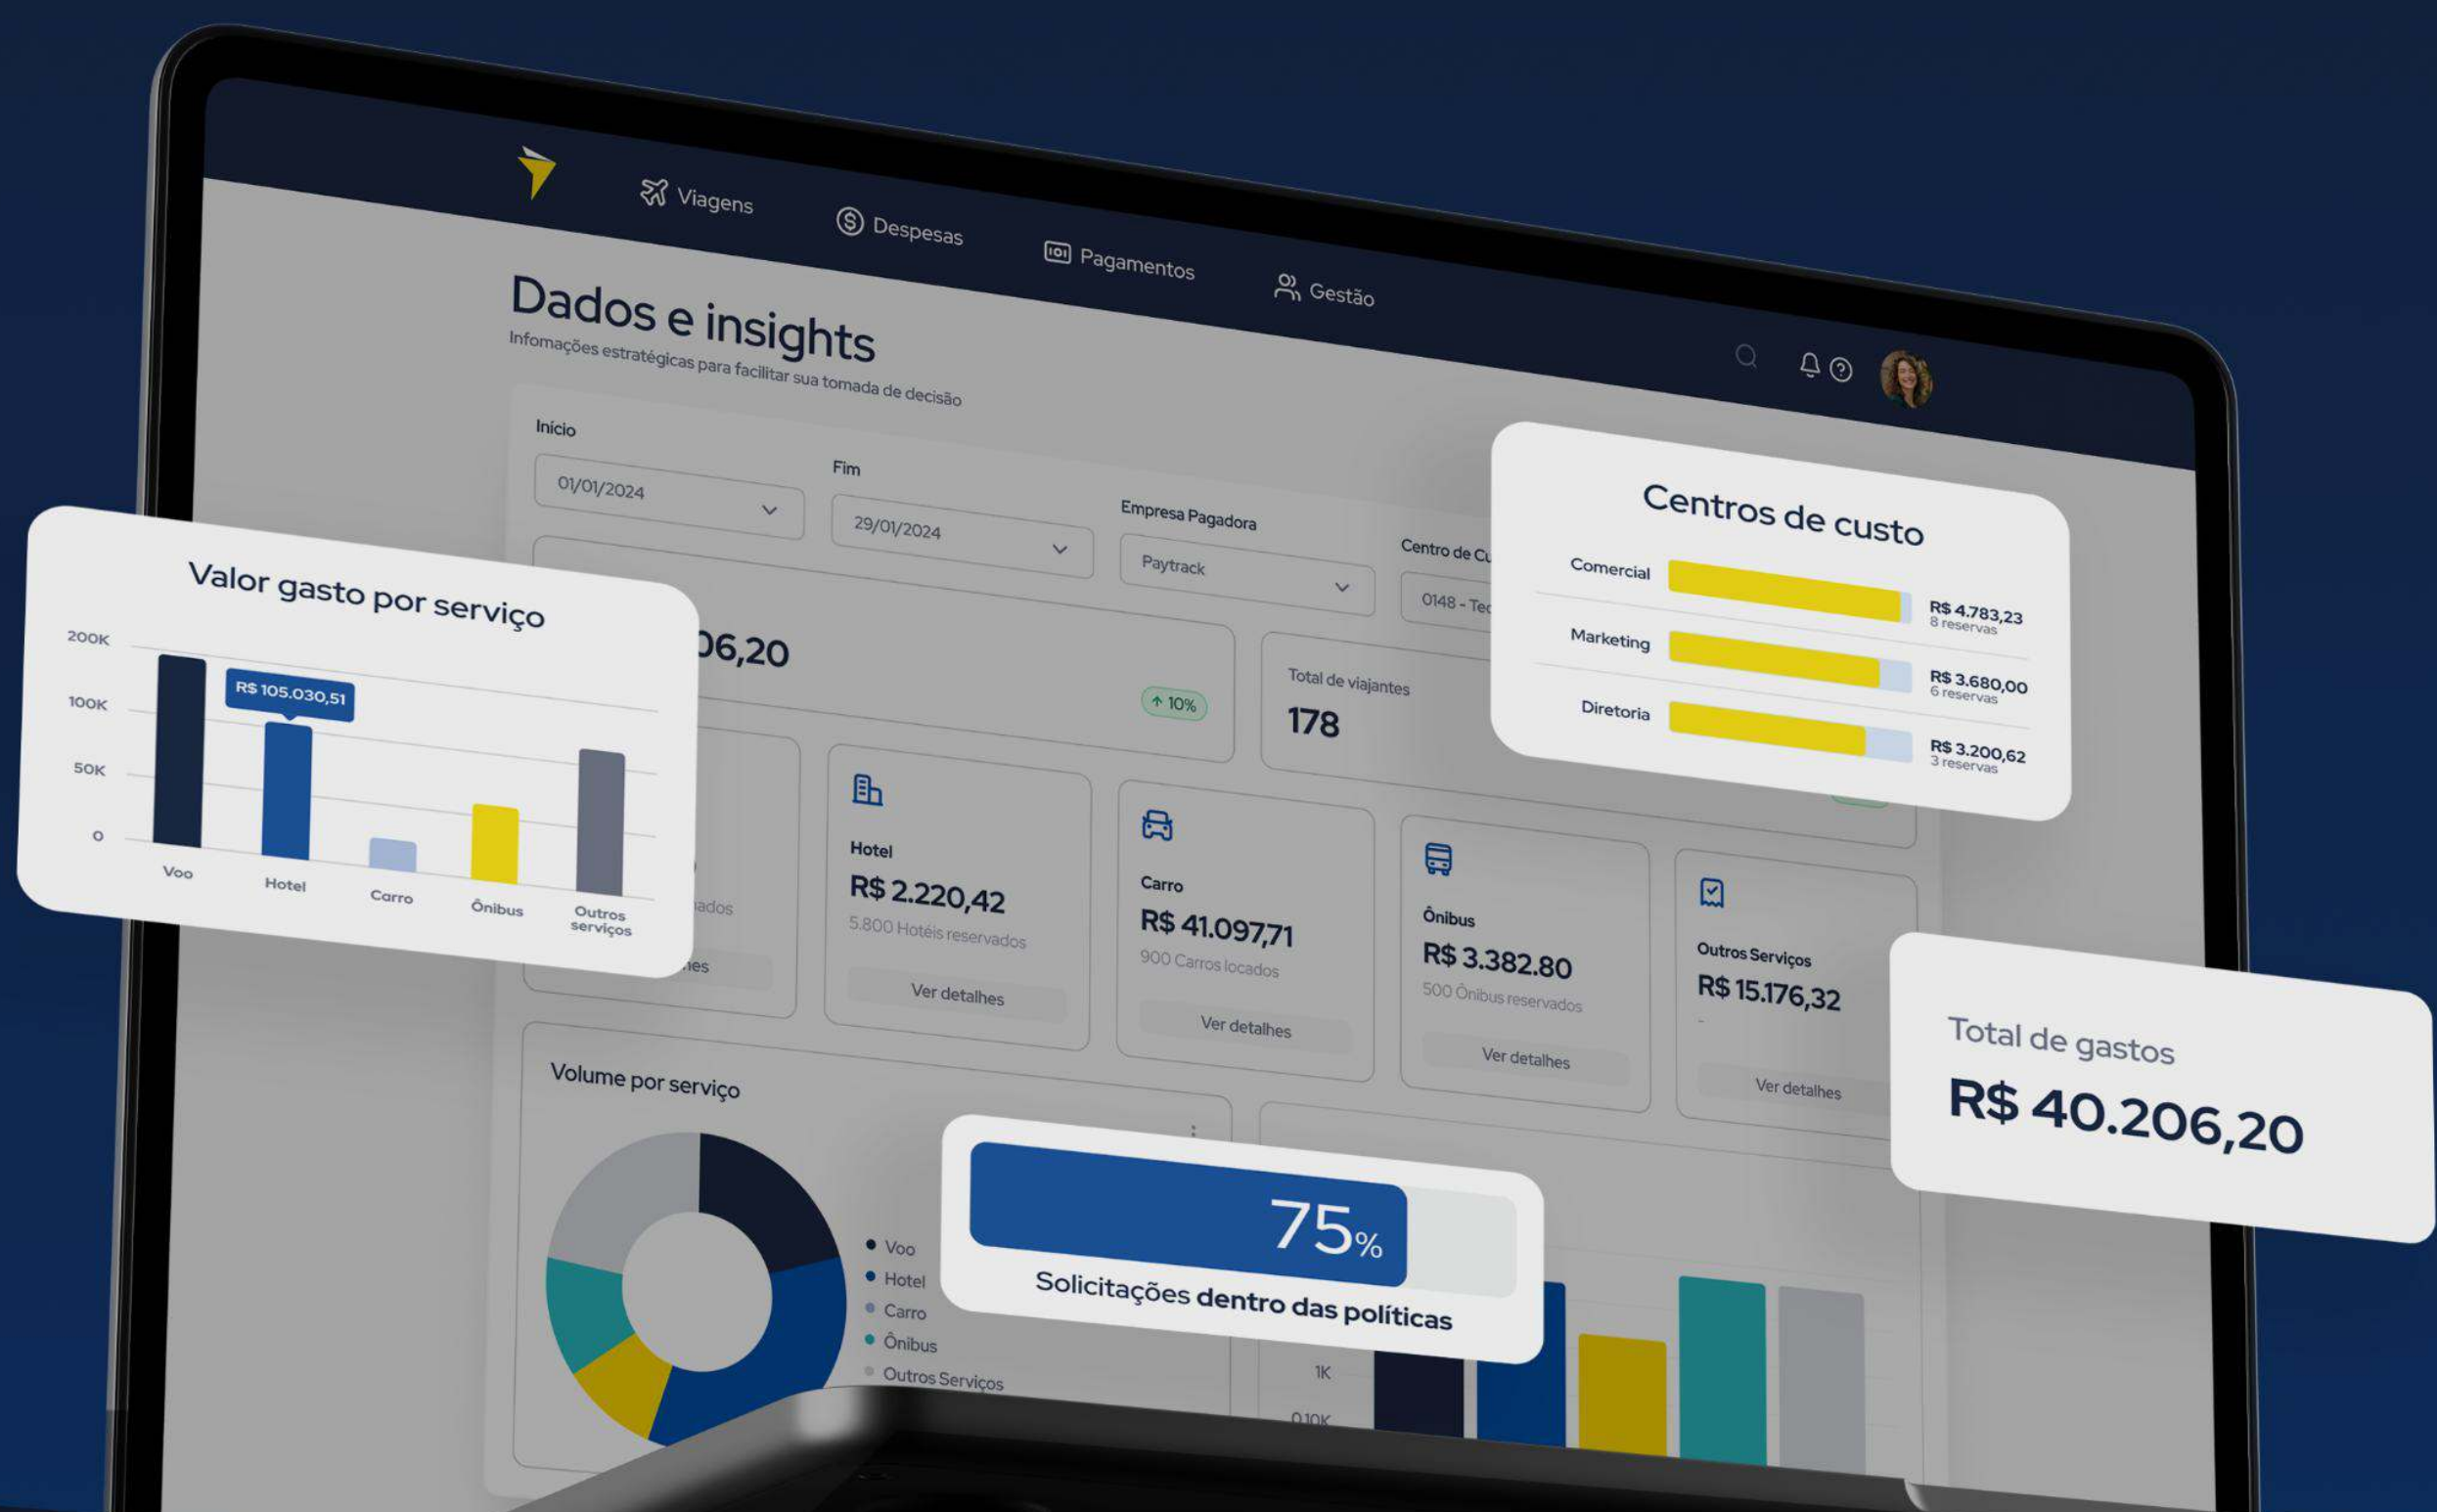 Viagens
Despesas
Pagamentos
Gestão
Dados e insights
Infomações estratégicas para facilitar sua tomada de decisão
Início
01/01/2024
Fim
29/01/2024
Empresa Pagadora
Paytrack
Centro de
0148 -
06,20
↑ 10%
Total de viajantes
178
Centros de custo
Comercial
R$ 4.783,23
8 reservas
Marketing
R$ 3.680,00
6 reservas
Diretoria
R$ 3.200,62
3 reservas
Valor gasto por serviço
200K
100K
50K
0
R$ 105.030,51
Voo
Hotel
Carro
Ônibus
Outros
serviços
Hotel
R$ 2.220,42
5.800 Hotéis reservados
Ver detalhes
Carro
R$ 41.097,71
900 Carros locados
Ver detalhes
Ônibus
R$ 3.382.80
500 Ônibus reservados
Ver detalhes
Outros Serviços
R$ 15.176,32
-
Ver detalhes
Total de gastos
R$ 40.206,20
Volume por serviço
Voo
Hotel
Carro
Ônibus
Outros Serviços
75%
Solicitações dentro das políticas
1K
0.10K